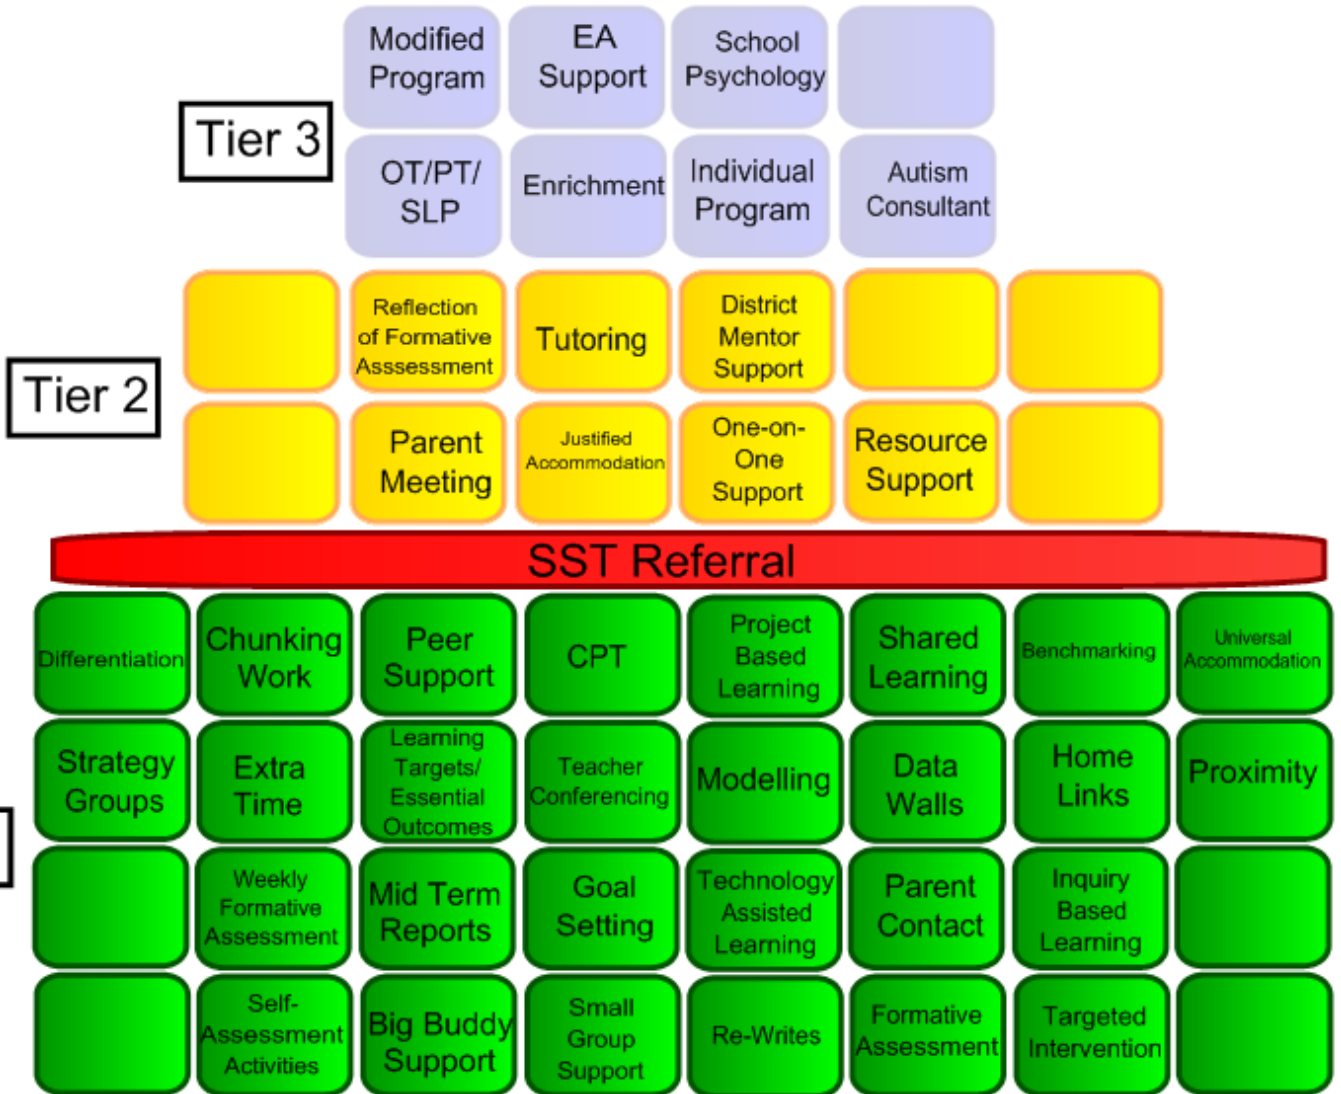 Modified
Program
EA
Support
School
Psychology
Tier 3
OT/PT/
SLP
Enrichment
Individual
Program
Autism
Consultant
Reflection
of Formative
Asssessment
Tutoring
District
Mentor
Support
Tier 2
Parent
Meeting
Justified
Accommodation
One-on-
One
Support
Resource
Support
SST Referral
Differentiation
Chunking
Work
Peer
Support
CPT
Project
Based
Learning
Shared
Learning
Benchmarking
Universal
Accommodation
Strategy
Groups
Extra
Time
Learning
Targets/
Essential
Outcomes
Teacher
Conferencing
Modelling
Data
Walls
Home
Links
Proximity
Weekly
Formative
Assessment
Mid Term
Reports
Goal
Setting
Technology
Assisted
Learning
Parent
Contact
Inquiry
Based
Learning
Self-
Assessment
Activities
Big Buddy
Support
Small
Group
Support
Re-Writes
Formative
Assessment
Targeted
Intervention